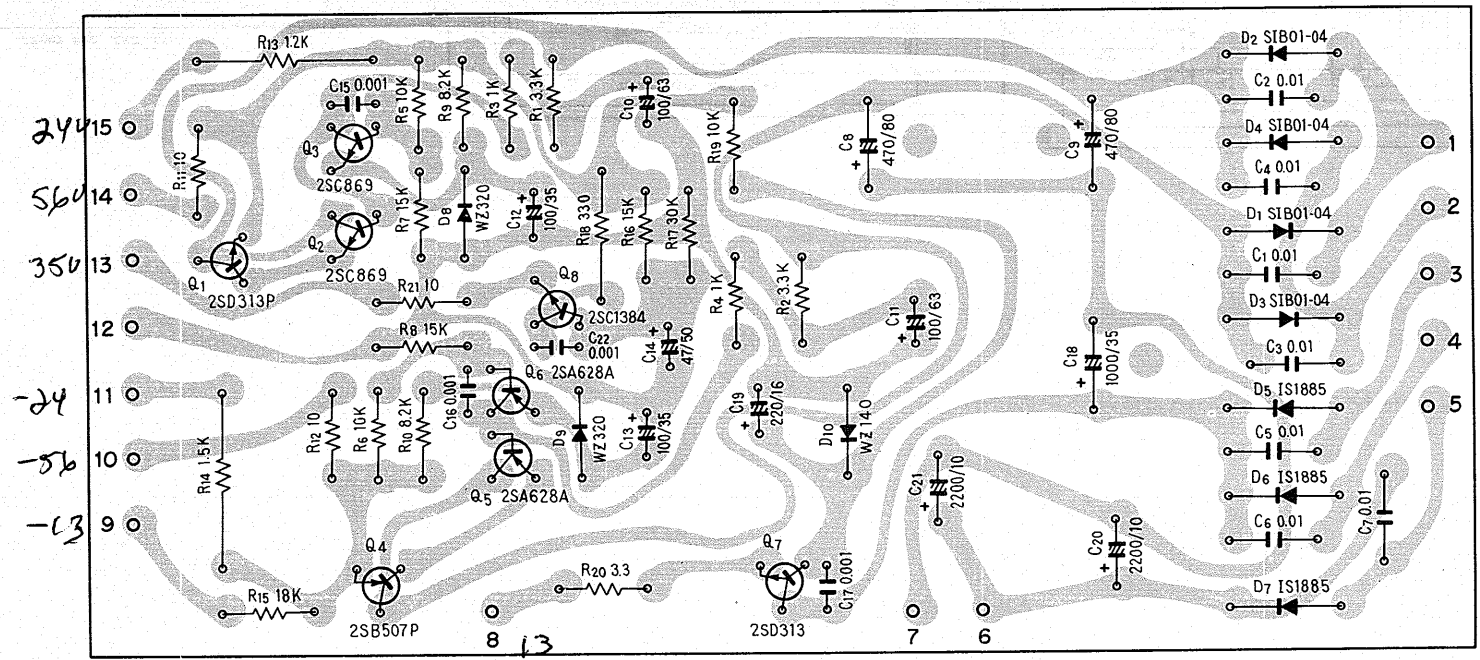 R13 1.2K
D2 SIB01-04
C15 0.001
R5 10K
R9 8.2K
R3 1K
R1 3.3K
C10 + 100/63
C2 0.01
244 15
R11 10
Q3
2SC869
R19 10K
C8 + 470/80
C9 + 470/80
D4 SIB01-04
1
C4 0.01
560 14
R7 15K
D8 WZ320
C12 + 100/35
R18 330
R16 15K
R17 30K
D1 SIB01-04
2
Q2
2SC869
350 13
Q1
2SD313P
C1 0.01
3
R21 10
Q8
2SC1384
R4 1K
R2 3.3K
C11 + 100/63
D3 SIB01-04
12
R8 15K
C22 0.001
C14 + 47/50
C18 + 1000/35
C3 0.01
4
Q6 2SA628A
-24 11
C16 0.001
D5 IS1885
5
R12 10
R6 10K
R10 8.2K
D9 WZ320
C13 + 100/35
C19 + 220/16
D10 WZ 140
C5 0.01
-56 10
R14 1.5K
Q5 2SA628A
C21 + 2200/10
D6 IS1885
C7 0.01
-13 9
C6 0.01
Q4
Q7
C20 + 2200/10
R20 3.3
C17 0.001
D7 IS1885
R15 18K
2SB507P
8
13
2SD313
7
6